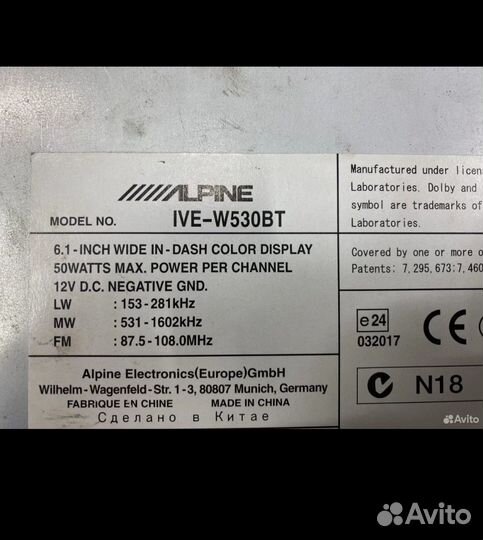 ALPINE
MODEL NO. IVE-W530BT
6.1-INCH WIDE IN-DASH COLOR DISPLAY
50WATTS MAX. POWER PER CHANNEL
12V D.C. NEGATIVE GND.
LW : 153-281kHz
MW : 531-1602kHz
FM : 87.5-108.0MHz
Alpine Electronics(Europe)GmbH
Wilhelm-Wagenfeld-Str. 1-3, 80807 Munich, Germany
FABRIQUE EN CHINE MADE IN CHINA
Сделано в Китае
Manufactured under licen
Laboratories. Dolby and
symbol are trademarks of
Laboratories.
Covered by one or more o
Patents: 7,295,673;7,460
e24
032017
CE
N18
Avito
Avito